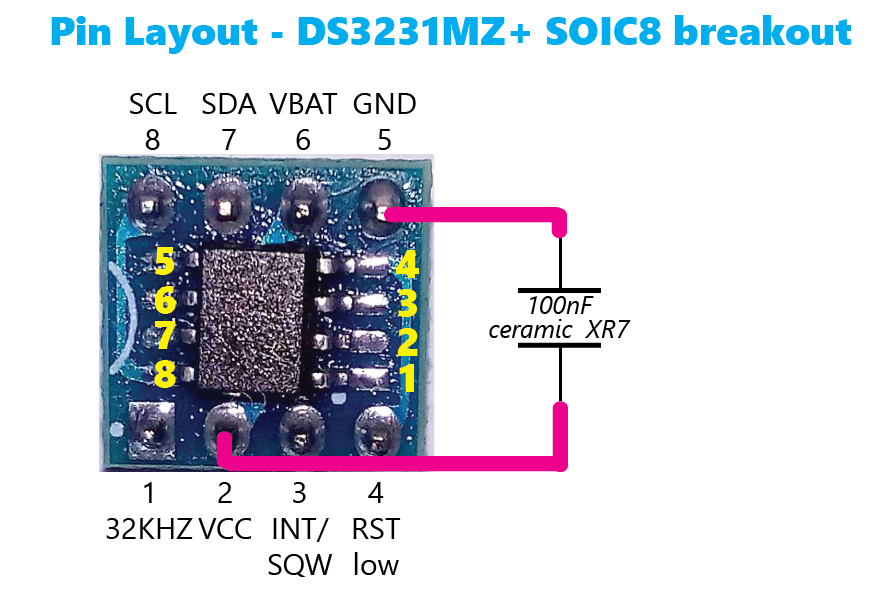 Pin Layout - DS3231MZ+ SOIC8 breakout
SCL SDA VBAT GND
8 7 6 5
5 4
6 3
7 2
8 1
100nF
ceramic XR7
1 2 3 4
32KHZ VCC INT/ RST
SQW low